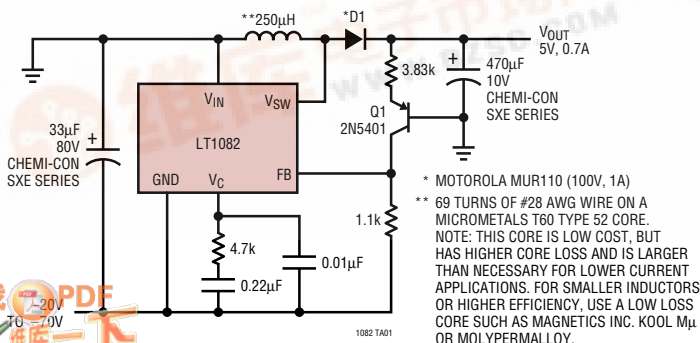 **250µH
*D1
VOUT
5V, 0.7A
3.83k
+
470µF
10V
CHEMI-CON
SXE SERIES
VIN
VSW
Q1
2N5401
LT1082
33µF
80V
CHEMI-CON
SXE SERIES
+
GND
VC
FB
1.1k
4.7k
0.01µF
0.22µF
* MOTOROLA MUR110 (100V, 1A)
** 69 TURNS OF #28 AWG WIRE ON A
MICROMETALS T60 TYPE 52 CORE.
NOTE: THIS CORE IS LOW COST, BUT
HAS HIGHER CORE LOSS AND IS LARGER
THAN NECESSARY FOR LOWER CURRENT
APPLICATIONS. FOR SMALLER INDUCTORS
OR HIGHER EFFICIENCY, USE A LOW LOSS
CORE SUCH AS MAGNETICS INC. KOOL Mµ
OR MOLYPERMALLOY.
–20V
TO –70V
1082 TA01
PDF